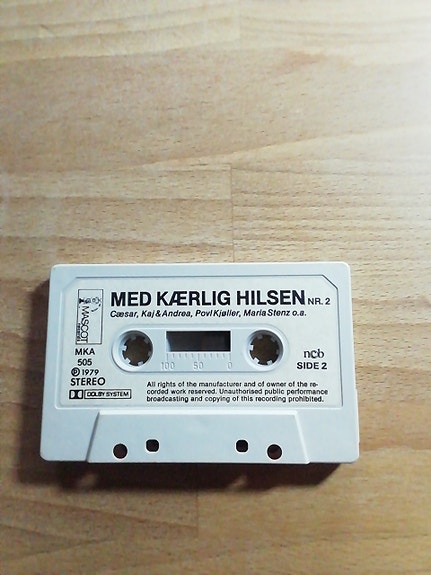 MED KÆRLIG HILSEN NR. 2
Cæsar, Kaj & Andrea, Povl Kjøller, Maria Stenz o.a.
MASCOT
MKA
505
Ⓟ 1979
STEREO
DOLBY SYSTEM
100 50 0
ncb
SIDE 2
All rights of the manufacturer and of owner of the re-
corded work reserved. Unauthorised public performance
broadcasting and copying of this recording prohibited.